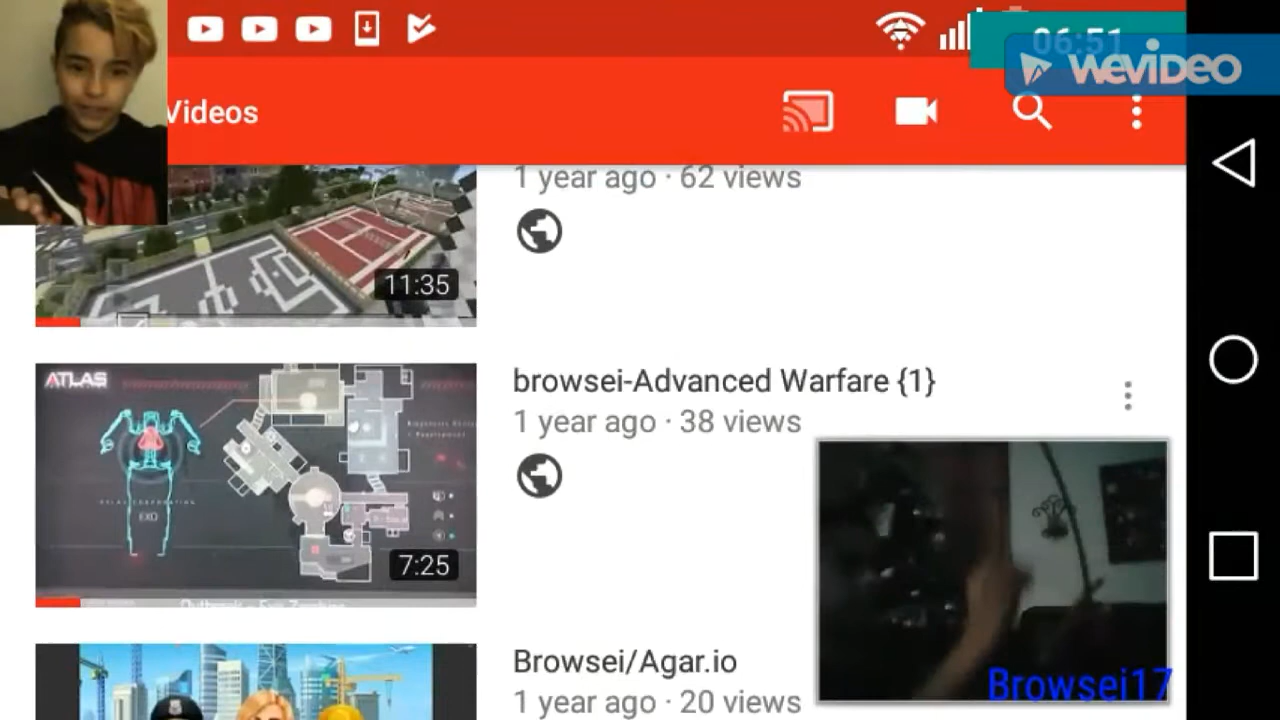 06:51
WeVideo
Videos
1 year ago · 62 views
11:35
ATLAS
browsei-Advanced Warfare {1}
1 year ago · 38 views
EXO
7:25
Browsei/Agar.io
1 year ago · 20 views
Browsei17